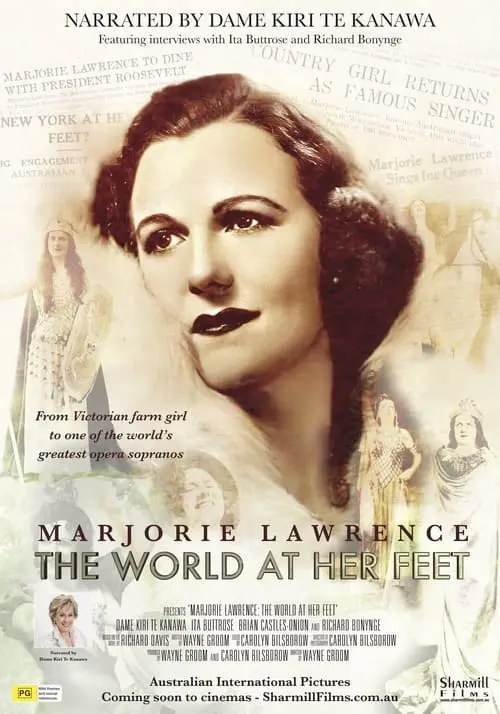 NARRATED BY DAME KIRI TE KANAWA
Featuring interviews with Ita Buttrose and Richard Bonynge
MARJORIE LAWRENCE TO DINE
WITH PRESIDENT ROOSEVELT
COUNTRY GIRL RETURNS
AS FAMOUS SINGER
NEW YORK AT HER
FEET?
ENGAGEMENT
AUSTRALIAN
Marjorie Lawrence
Sings for Queen
From Victorian farm girl
to one of the world's
greatest opera sopranos
MARJORIE LAWRENCE
THE WORLD AT HER FEET
PRESENTS 'MARJORIE LAWRENCE: THE WORLD AT HER FEET'
DAME KIRI TE KANAWA ITA BUTTROSE BRIAN CASTLES-ONION AND RICHARD BONYNGE
RICHARD DAVIS WAYNE GROOM CAROLYN BILSBOROW CAROLYN BILSBOROW
WAYNE GROOM AND CAROLYN BILSBOROW WAYNE GROOM
Narrated by
Dame Kiri Te Kanawa
PG
Australian International Pictures
Coming soon to cinemas - SharmillFilms.com.au
Sharmill
Films
www.sharmillfilms.com.au